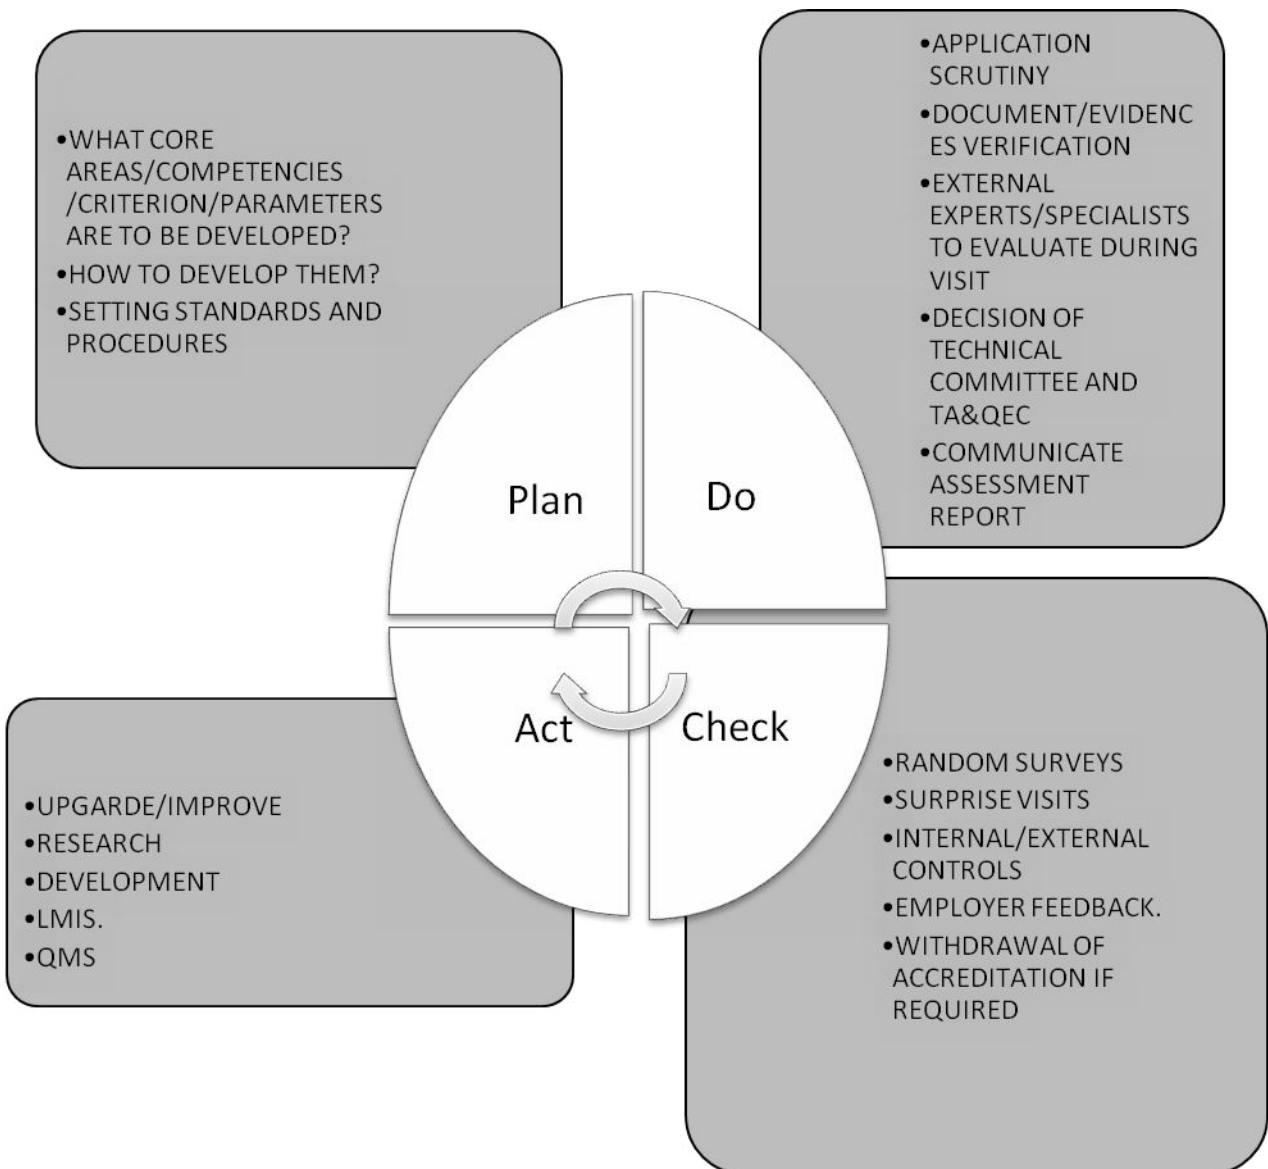 •WHAT CORE
AREAS/COMPETENCIES
/CRITERION/PARAMETERS
ARE TO BE DEVELOPED?
•HOW TO DEVELOP THEM?
•SETTING STANDARDS AND
PROCEDURES
•APPLICATION
SCRUTINY
•DOCUMENT/EVIDENC
ES VERIFICATION
•EXTERNAL
EXPERTS/SPECIALISTS
TO EVALUATE DURING
VISIT
•DECISION OF
TECHNICAL
COMMITTEE AND
TA&QEC
•COMMUNICATE
ASSESSMENT
REPORT
Plan
Do
Act
Check
•UPGARDE/IMPROVE
•RESEARCH
•DEVELOPMENT
•LMIS.
•QMS
•RANDOM SURVEYS
•SURPRISE VISITS
•INTERNAL/EXTERNAL
CONTROLS
•EMPLOYER FEEDBACK.
•WITHDRAWAL OF
ACCREDITATION IF
REQUIRED